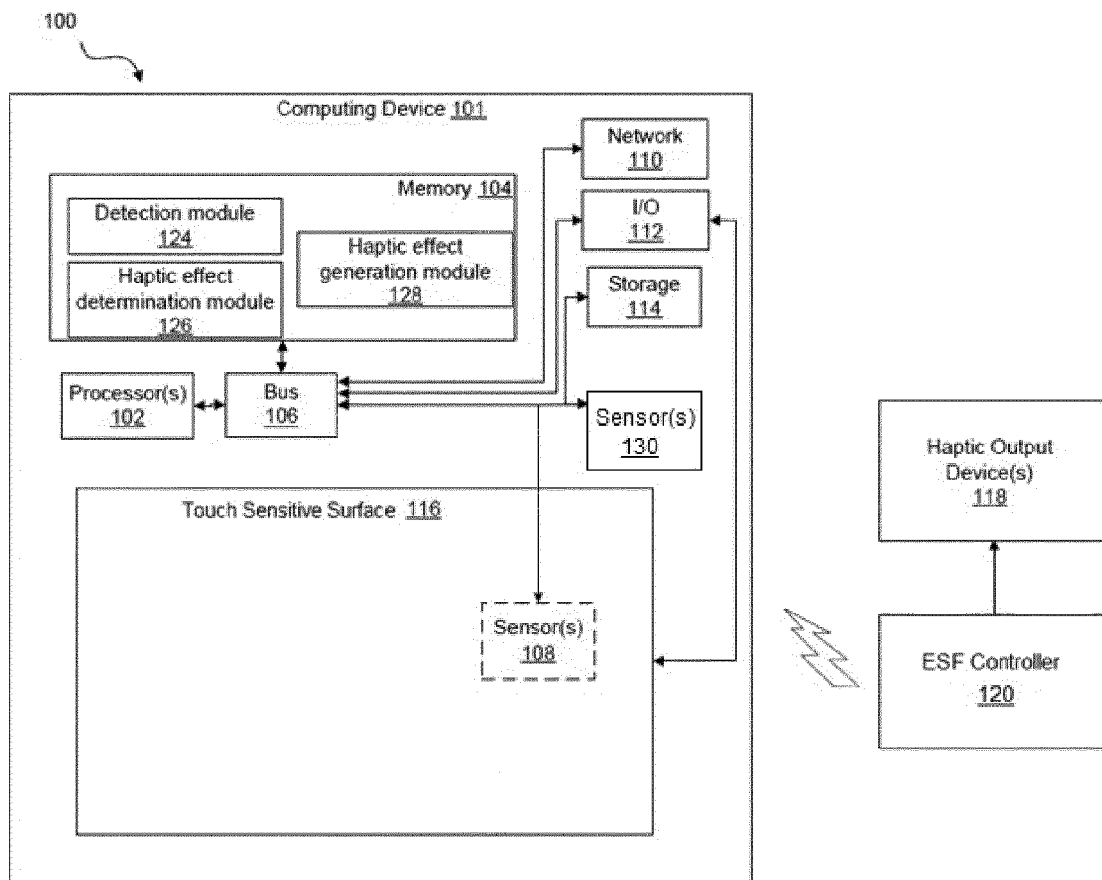 100
Computing Device 101
Network
110
Memory 104
I/O
112
Detection module
124
Haptic effect
generation module
128
Haptic effect
determination module
126
Storage
114
Processor(s)
102
Bus
106
Sensor(s)
130
Haptic Output
Device(s)
118
Touch Sensitive Surface 116
Sensor(s)
108
ESF Controller
120